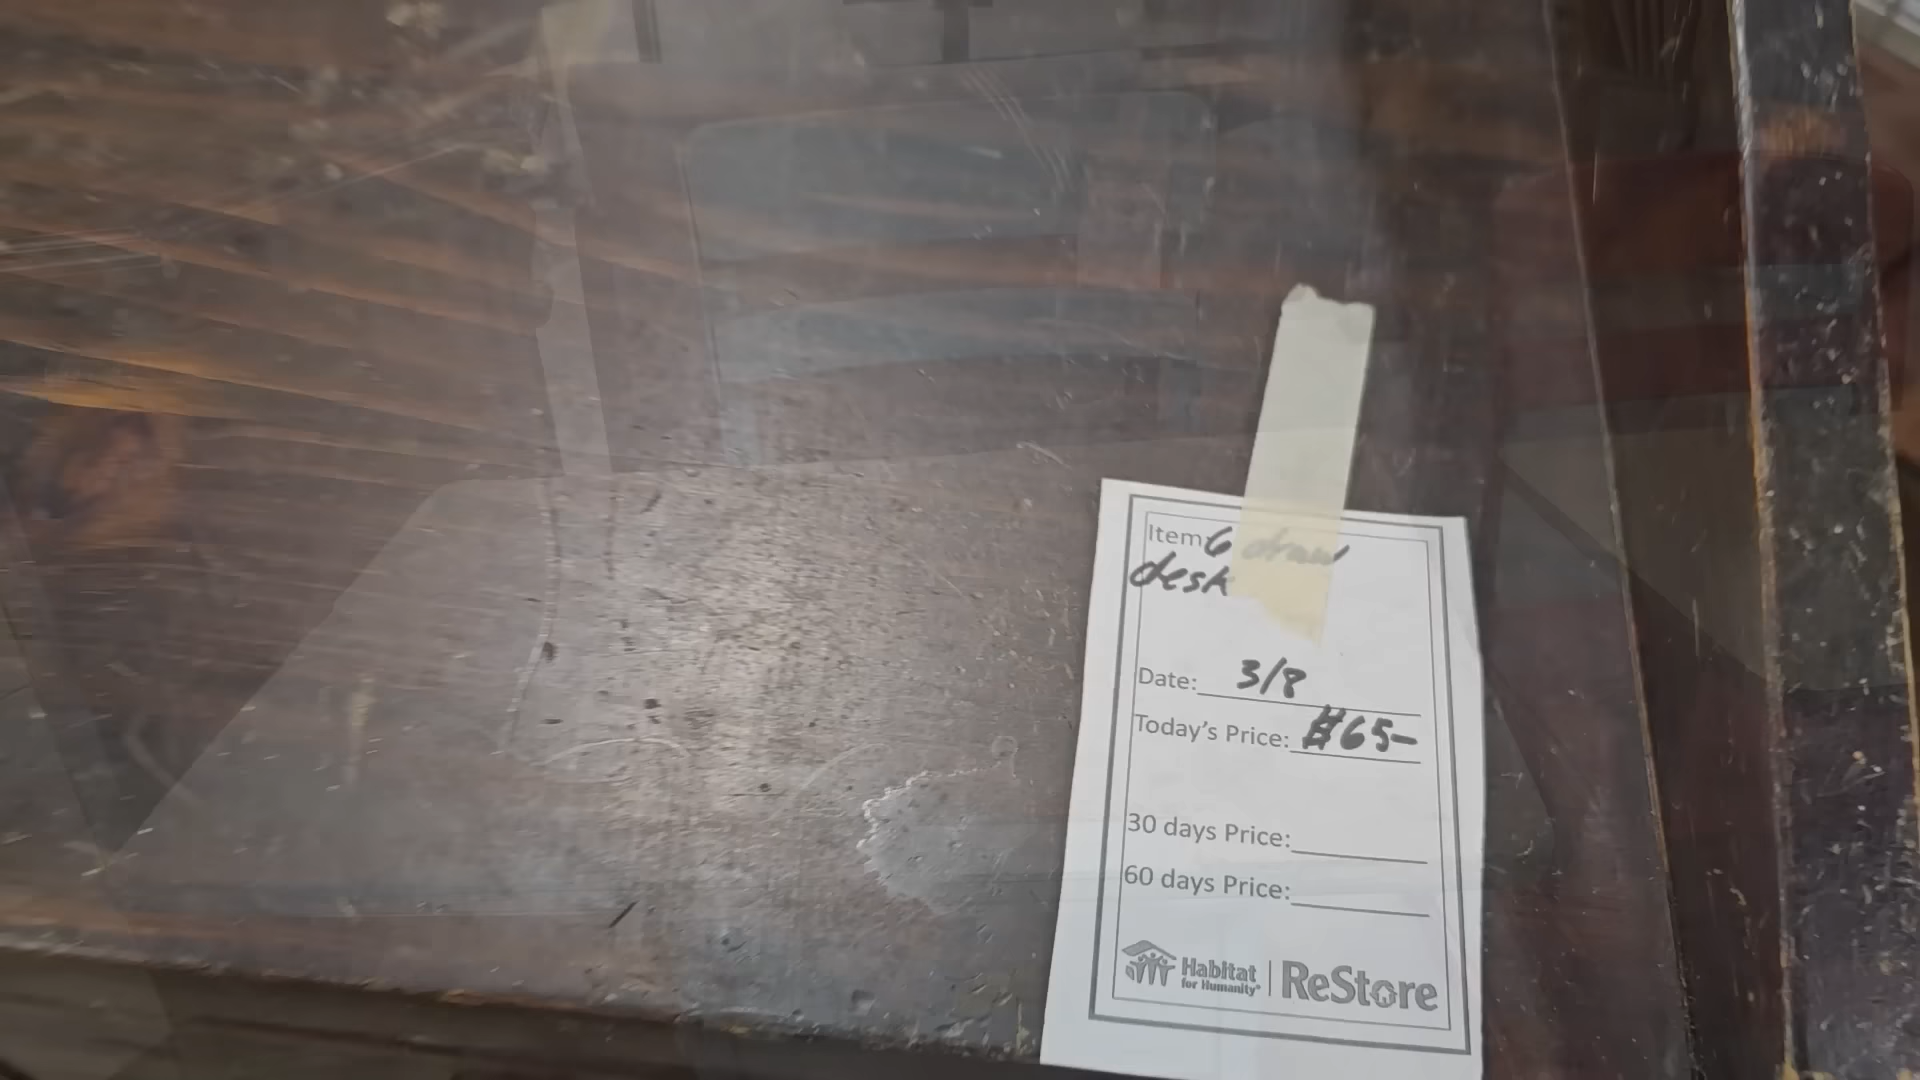 Item: 6 draw
desk
Date: 3/8
Today's Price: $65-
30 days Price:
60 days Price:
Habitat for Humanity® | ReStore